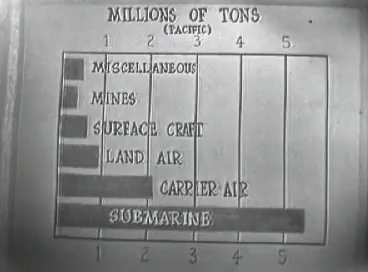 MILLIONS OF TONS
(PACIFIC)
1 2 3 4 5
MISCELLANEOUS
MINES
SURFACE CRAFT
LAND AIR
CARRIER AIR
SUBMARINE
1 2 3 4 5